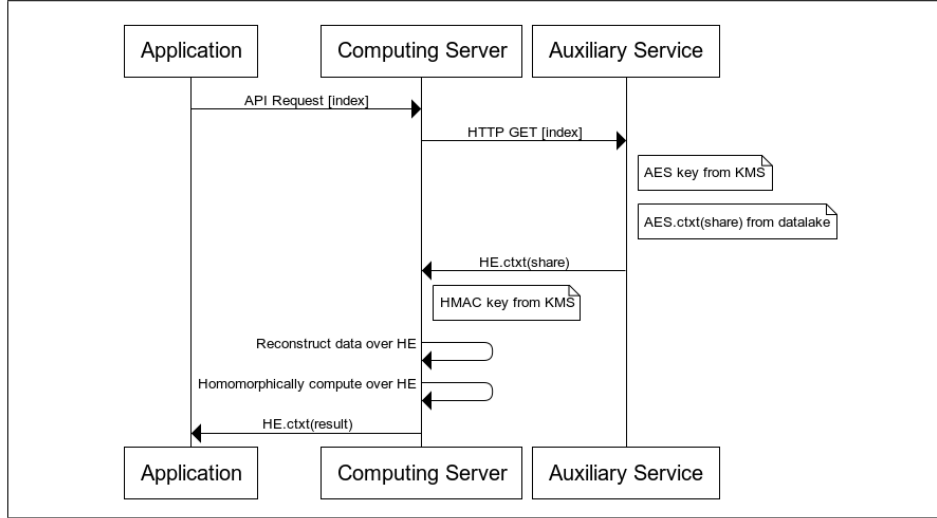 Application
Computing Server
Auxiliary Service
API Request [index]
HTTP GET [index]
AES key from KMS
AES.ctxt(share) from datalake
HE.ctxt(share)
HMAC key from KMS
Reconstruct data over HE
Homomorphically compute over HE
HE.ctxt(result)
Application
Computing Server
Auxiliary Service